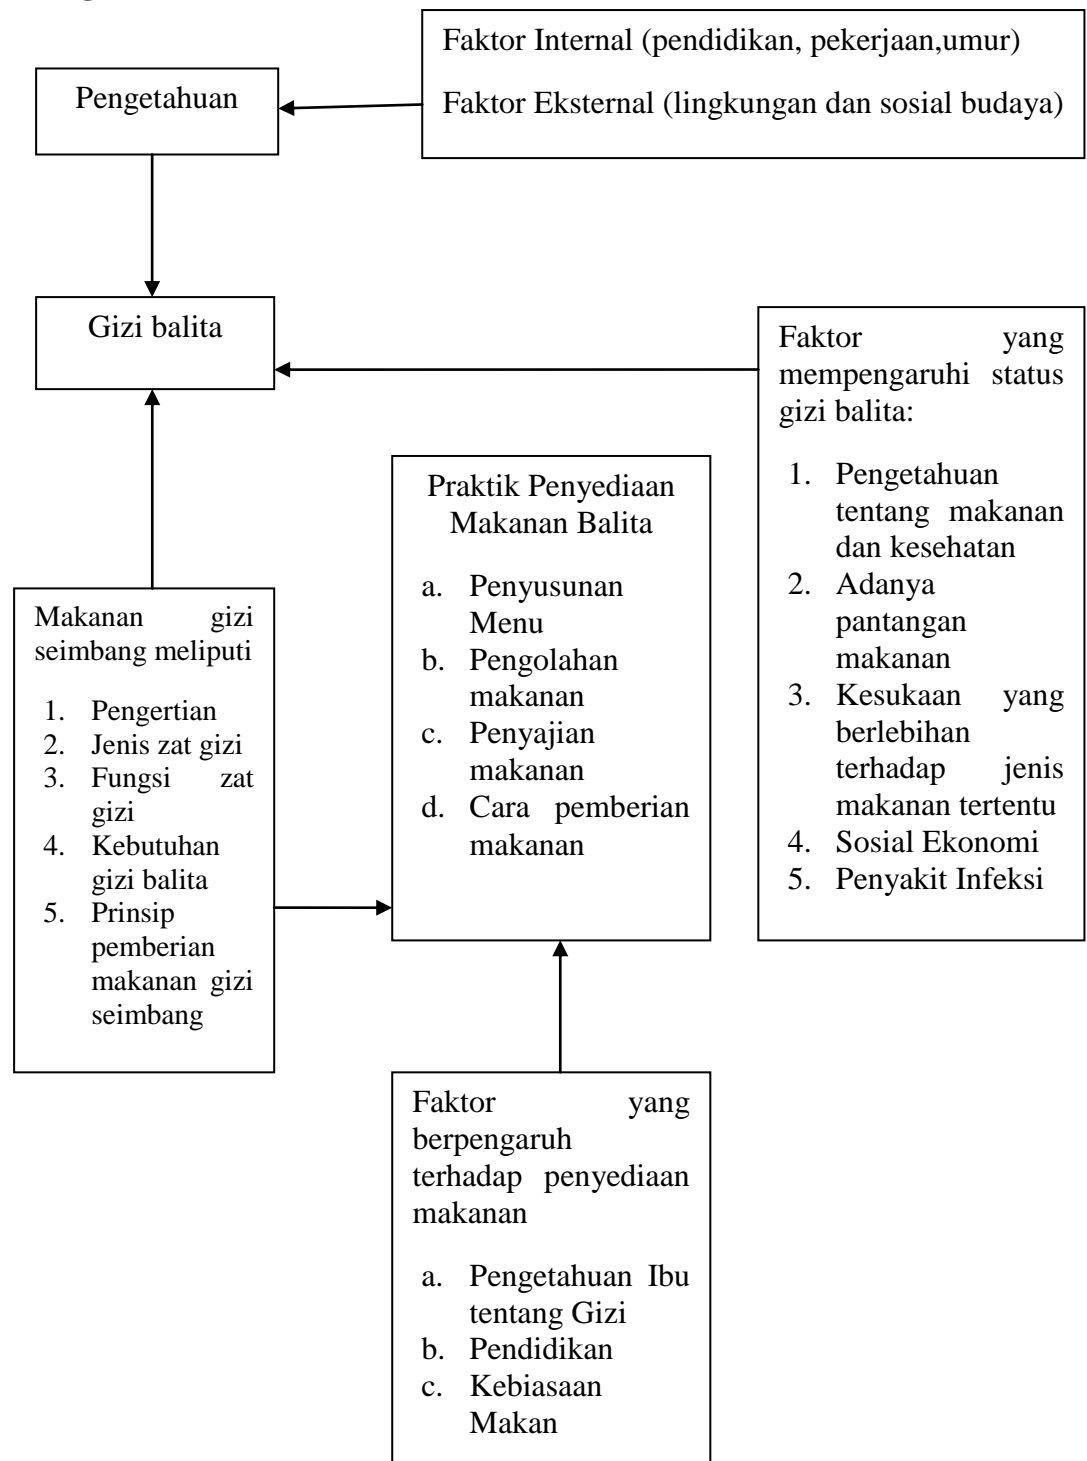 Faktor Internal (pendidikan, pekerjaan,umur)
Faktor Eksternal (lingkungan dan sosial budaya)
Pengetahuan
Gizi balita
Faktor yang
mempengaruhi status
gizi balita:
1. Pengetahuan
tentang makanan
dan kesehatan
2. Adanya
pantangan
makanan
3. Kesukaan yang
berlebihan
terhadap jenis
makanan tertentu
4. Sosial Ekonomi
5. Penyakit Infeksi
Praktik Penyediaan
Makanan Balita
a. Penyusunan
Menu
b. Pengolahan
makanan
c. Penyajian
makanan
d. Cara pemberian
makanan
Makanan gizi
seimbang meliputi
1. Pengertian
2. Jenis zat gizi
3. Fungsi zat
gizi
4. Kebutuhan
gizi balita
5. Prinsip
pemberian
makanan gizi
seimbang
Faktor yang
berpengaruh
terhadap penyediaan
makanan
a. Pengetahuan Ibu
tentang Gizi
b. Pendidikan
c. Kebiasaan
Makan